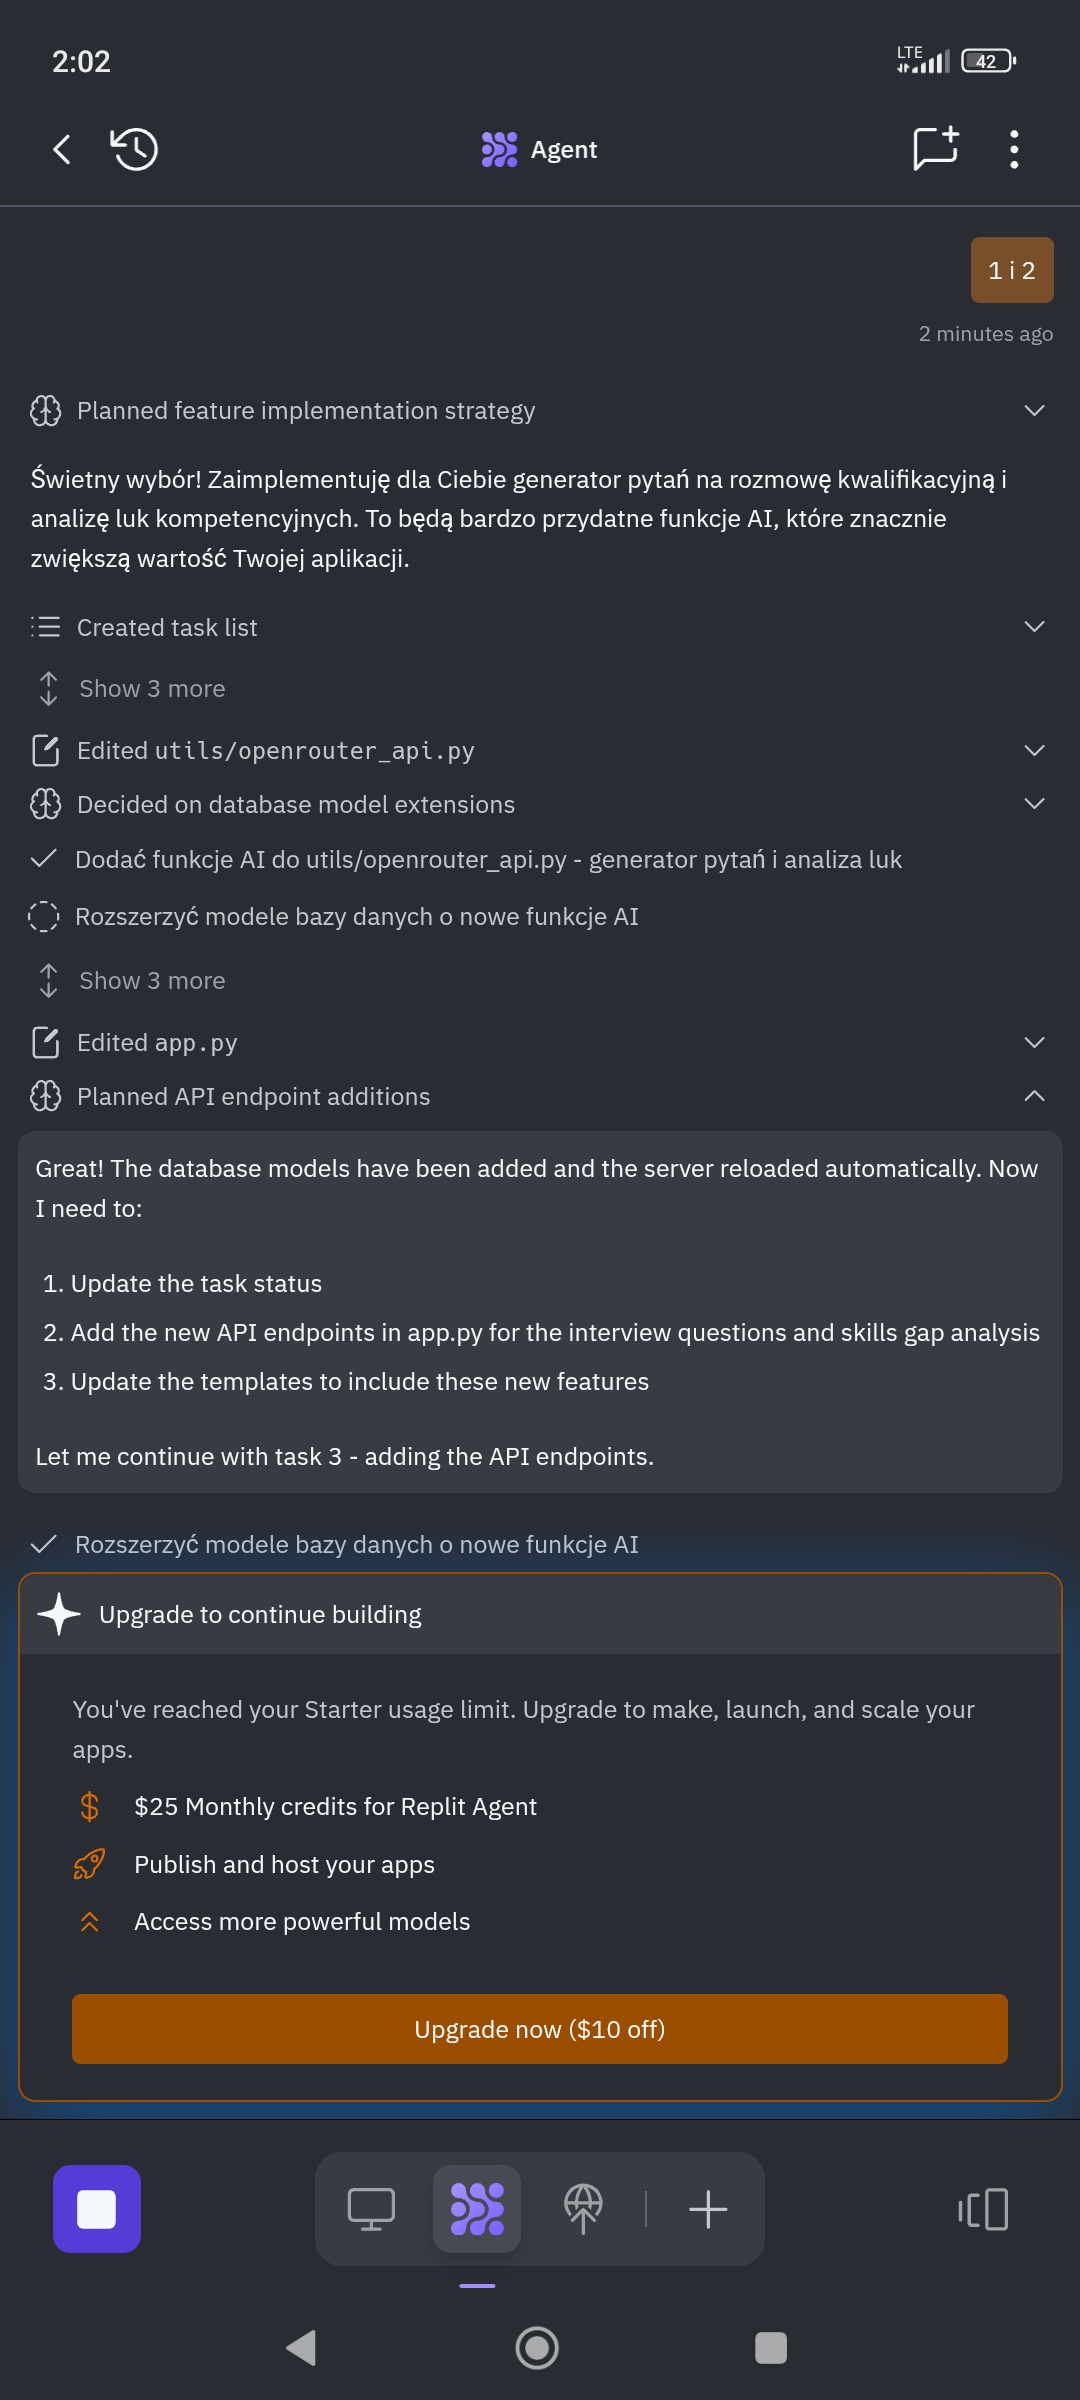 2:02
LTE
42
Agent
1 i 2
2 minutes ago
Planned feature implementation strategy
Świetny wybór! Zaimplementuję dla Ciebie generator pytań na rozmowę kwalifikacyjną i
analizę luk kompetencyjnych. To będą bardzo przydatne funkcje AI, które znacznie
zwiększą wartość Twojej aplikacji.
Created task list
Show 3 more
Edited utils/openrouter_api.py
Decided on database model extensions
Dodać funkcje AI do utils/openrouter_api.py - generator pytań i analiza luk
Rozszerzyć modele bazy danych o nowe funkcje AI
Show 3 more
Edited app.py
Planned API endpoint additions
Great! The database models have been added and the server reloaded automatically. Now
I need to:
1. Update the task status
2. Add the new API endpoints in app.py for the interview questions and skills gap analysis
3. Update the templates to include these new features
Let me continue with task 3 - adding the API endpoints.
Rozszerzyć modele bazy danych o nowe funkcje AI
Upgrade to continue building
You've reached your Starter usage limit. Upgrade to make, launch, and scale your
apps.
$25 Monthly credits for Replit Agent
Publish and host your apps
Access more powerful models
Upgrade now ($10 off)